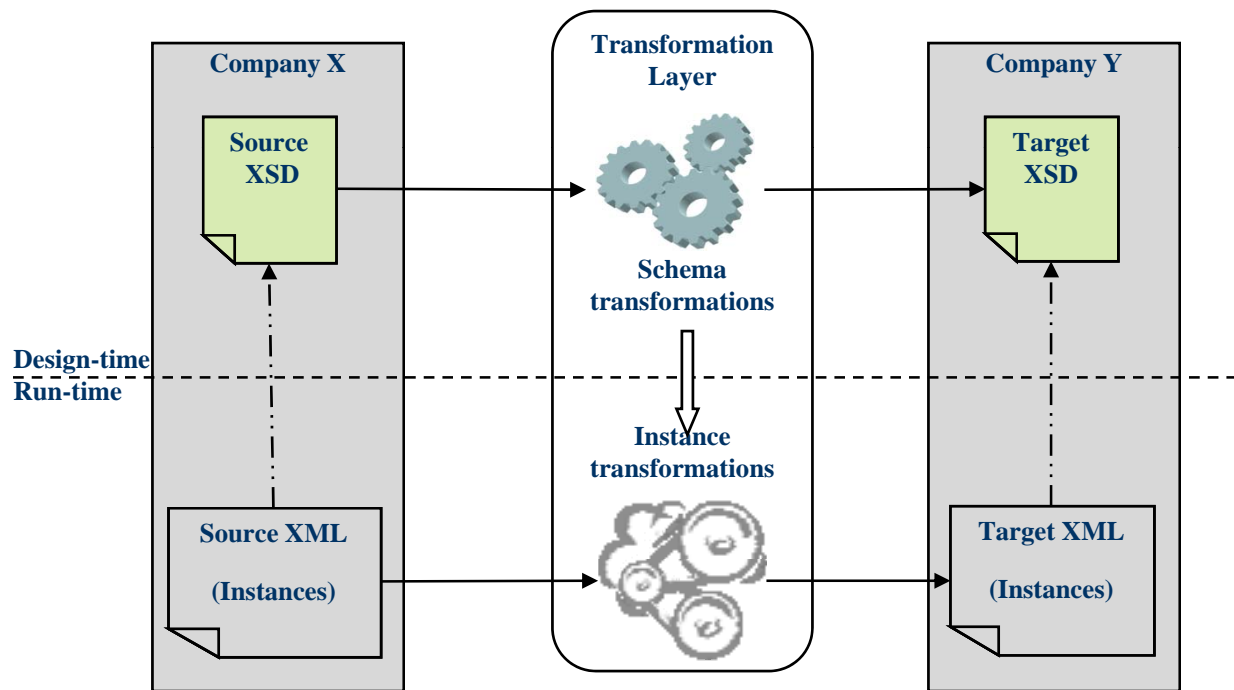 Company X
Source
XSD
Transformation
Layer
Schema
transformations
Company Y
Target
XSD
Design-time
Run-time
Source XML
(Instances)
Instance
transformations
Target XML
(Instances)